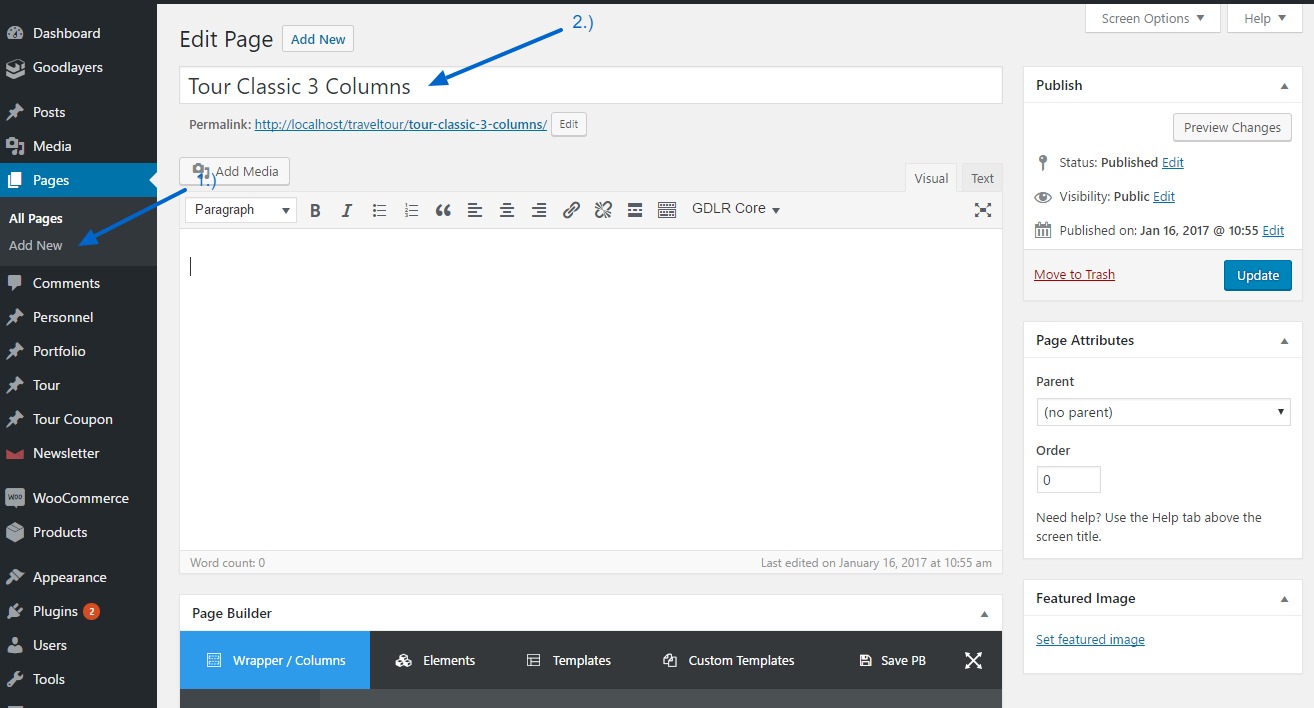 Dashboard
Goodlayers
Posts
Media
Pages
All Pages
Add New
Comments
Personnel
Portfolio
Tour
Tour Coupon
Newsletter
WooCommerce
Products
Appearance
Plugins 2
Users
Tools
Screen Options Help
Edit Page Add New
2.)
Tour Classic 3 Columns
Permalink: http://localhost/traveltour/tour-classic-3-columns/ Edit
Add Media
1.)
Visual Text
Paragraph B I GDLR Core
Word count: 0 Last edited on January 16, 2017 at 10:55 am
Page Builder
Wrapper / Columns Elements Templates Custom Templates Save PB
Publish
Preview Changes
Status: Published Edit
Visibility: Public Edit
Published on: Jan 16, 2017 @ 10:55 Edit
Move to Trash Update
Page Attributes
Parent
(no parent)
Order
0
Need help? Use the Help tab above the
screen title.
Featured Image
Set featured image